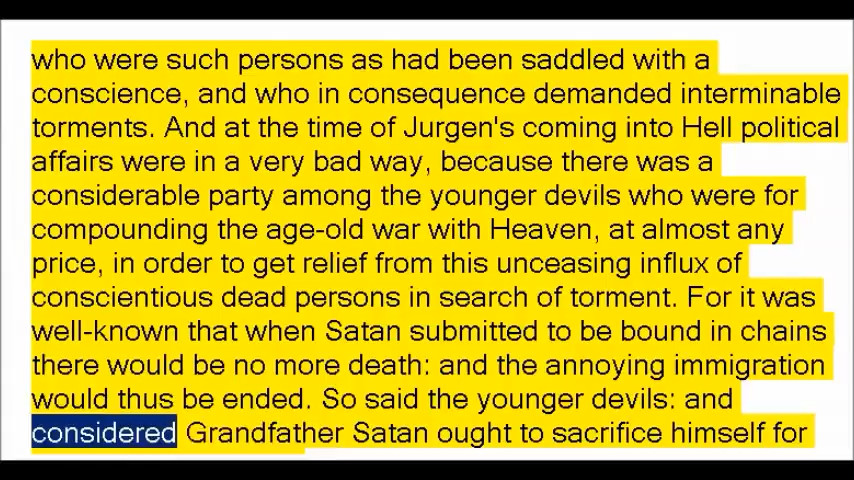 who were such persons as had been saddled with a
conscience, and who in consequence demanded interminable
torments. And at the time of Jurgen's coming into Hell political
affairs were in a very bad way, because there was a
considerable party among the younger devils who were for
compounding the age-old war with Heaven, at almost any
price, in order to get relief from this unceasing influx of
conscientious dead persons in search of torment. For it was
well-known that when Satan submitted to be bound in chains
there would be no more death: and the annoying immigration
would thus be ended. So said the younger devils: and
considered Grandfather Satan ought to sacrifice himself for